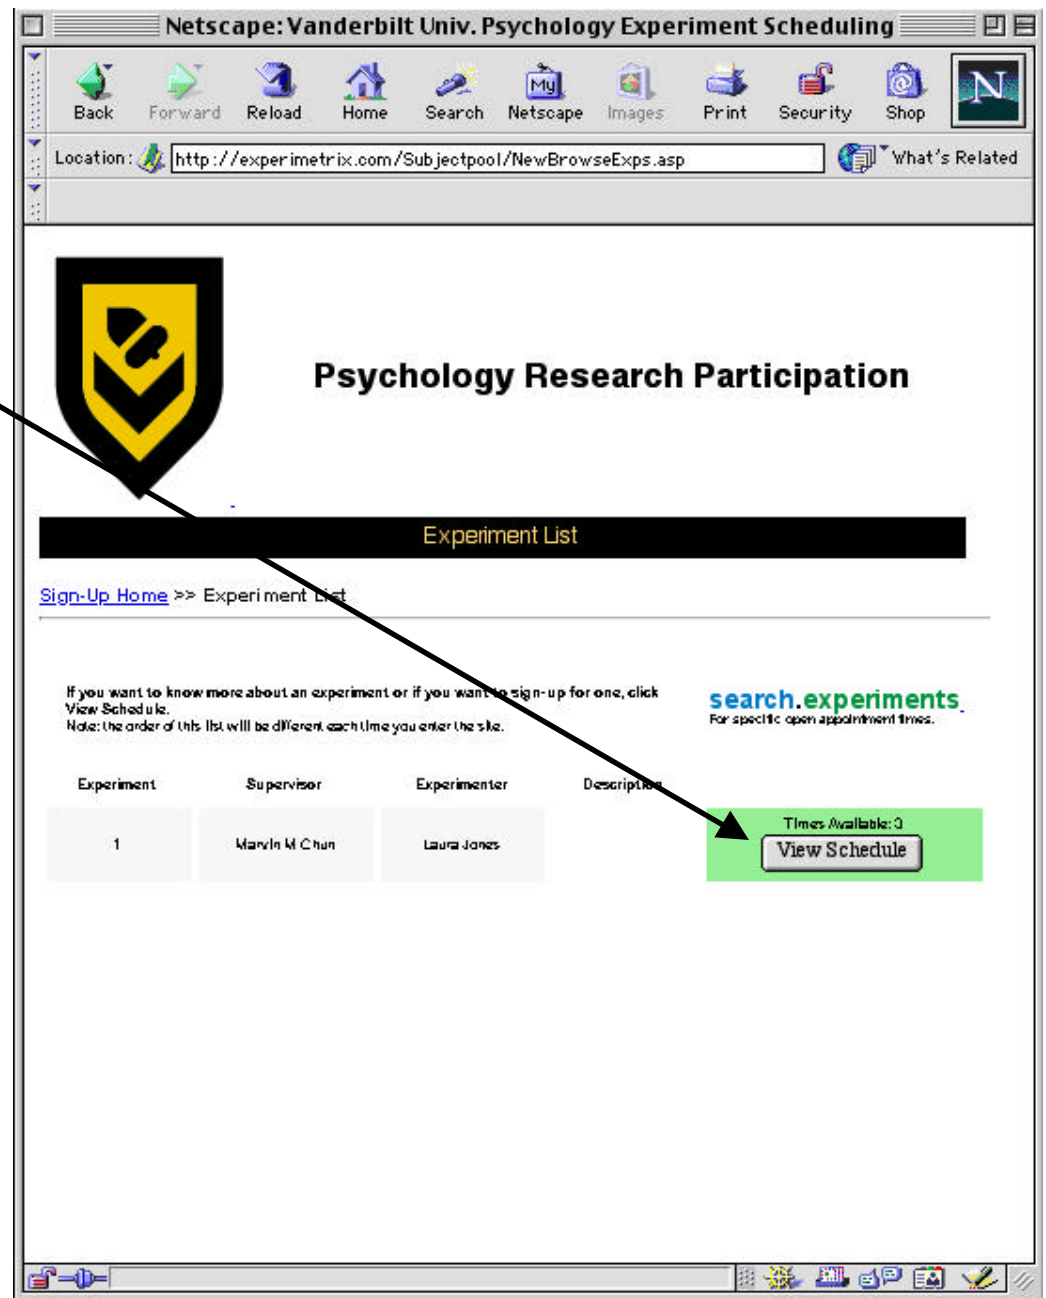 Netscape: Vanderbilt Univ. Psychology Experiment Scheduling
Back Forward Reload Home Search Netscape Images Print Security Shop
My
N
Location: http://experimetrix.com/Subjectpool/NewBrowseExps.asp What's Related
Psychology Research Participation
Experiment List
Sign-Up Home >> Experiment List
If you want to know more about an experiment or if you want to sign-up for one, click
View Schedule.
Note: the order of this list will be different each time you enter the site.
search.experiments
For specific open appointment times.
Experiment Supervisor Experimenter Description
Times Available: 3
1 Marvin M Chun Laura Jones
View Schedule